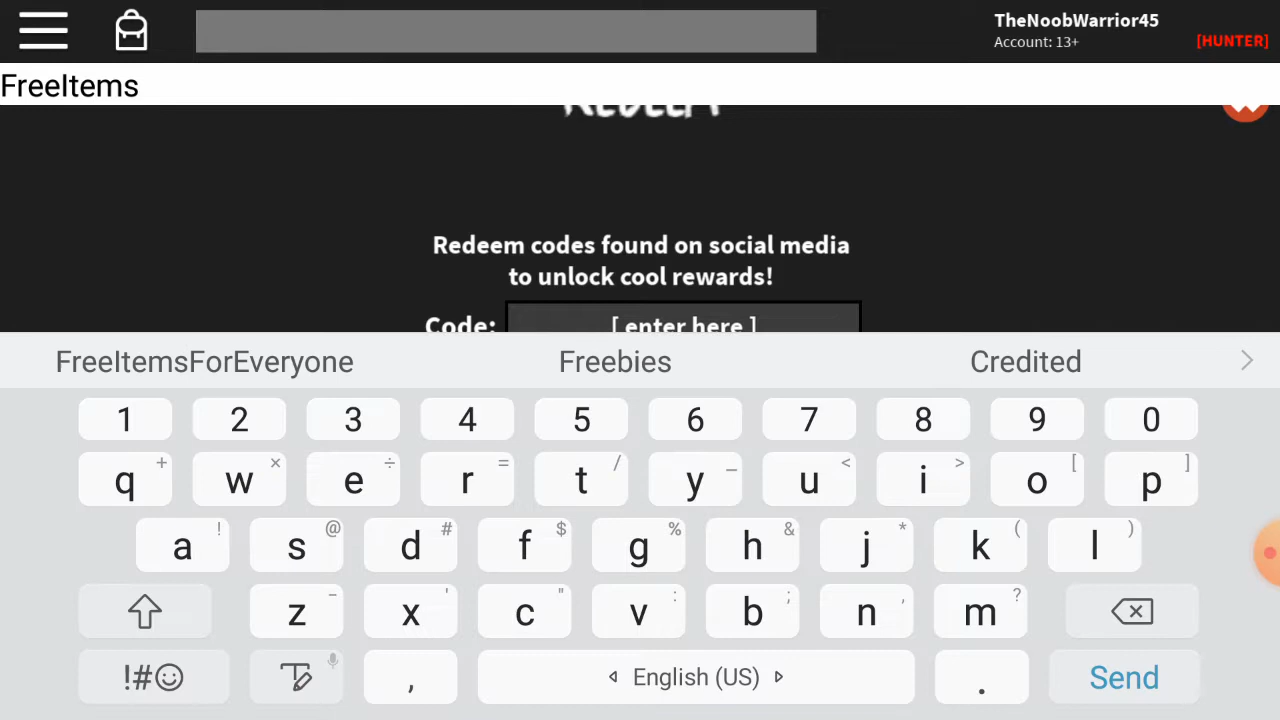 TheNoobWarrior45
Account: 13+
[HUNTER]
FreeItems
REDEEM
Redeem codes found on social media
to unlock cool rewards!
Code: [ enter here ]
FreeItemsForEveryone Freebies Credited
1 2 3 4 5 6 7 8 9 0
q + w × e ÷ r = t / y _ u < i > o [ p ]
a ! s @ d # f $ g % h & j * k ( l )
z - x ' c " v : b ; n , m ?
!#☺ T , English (US) . Send